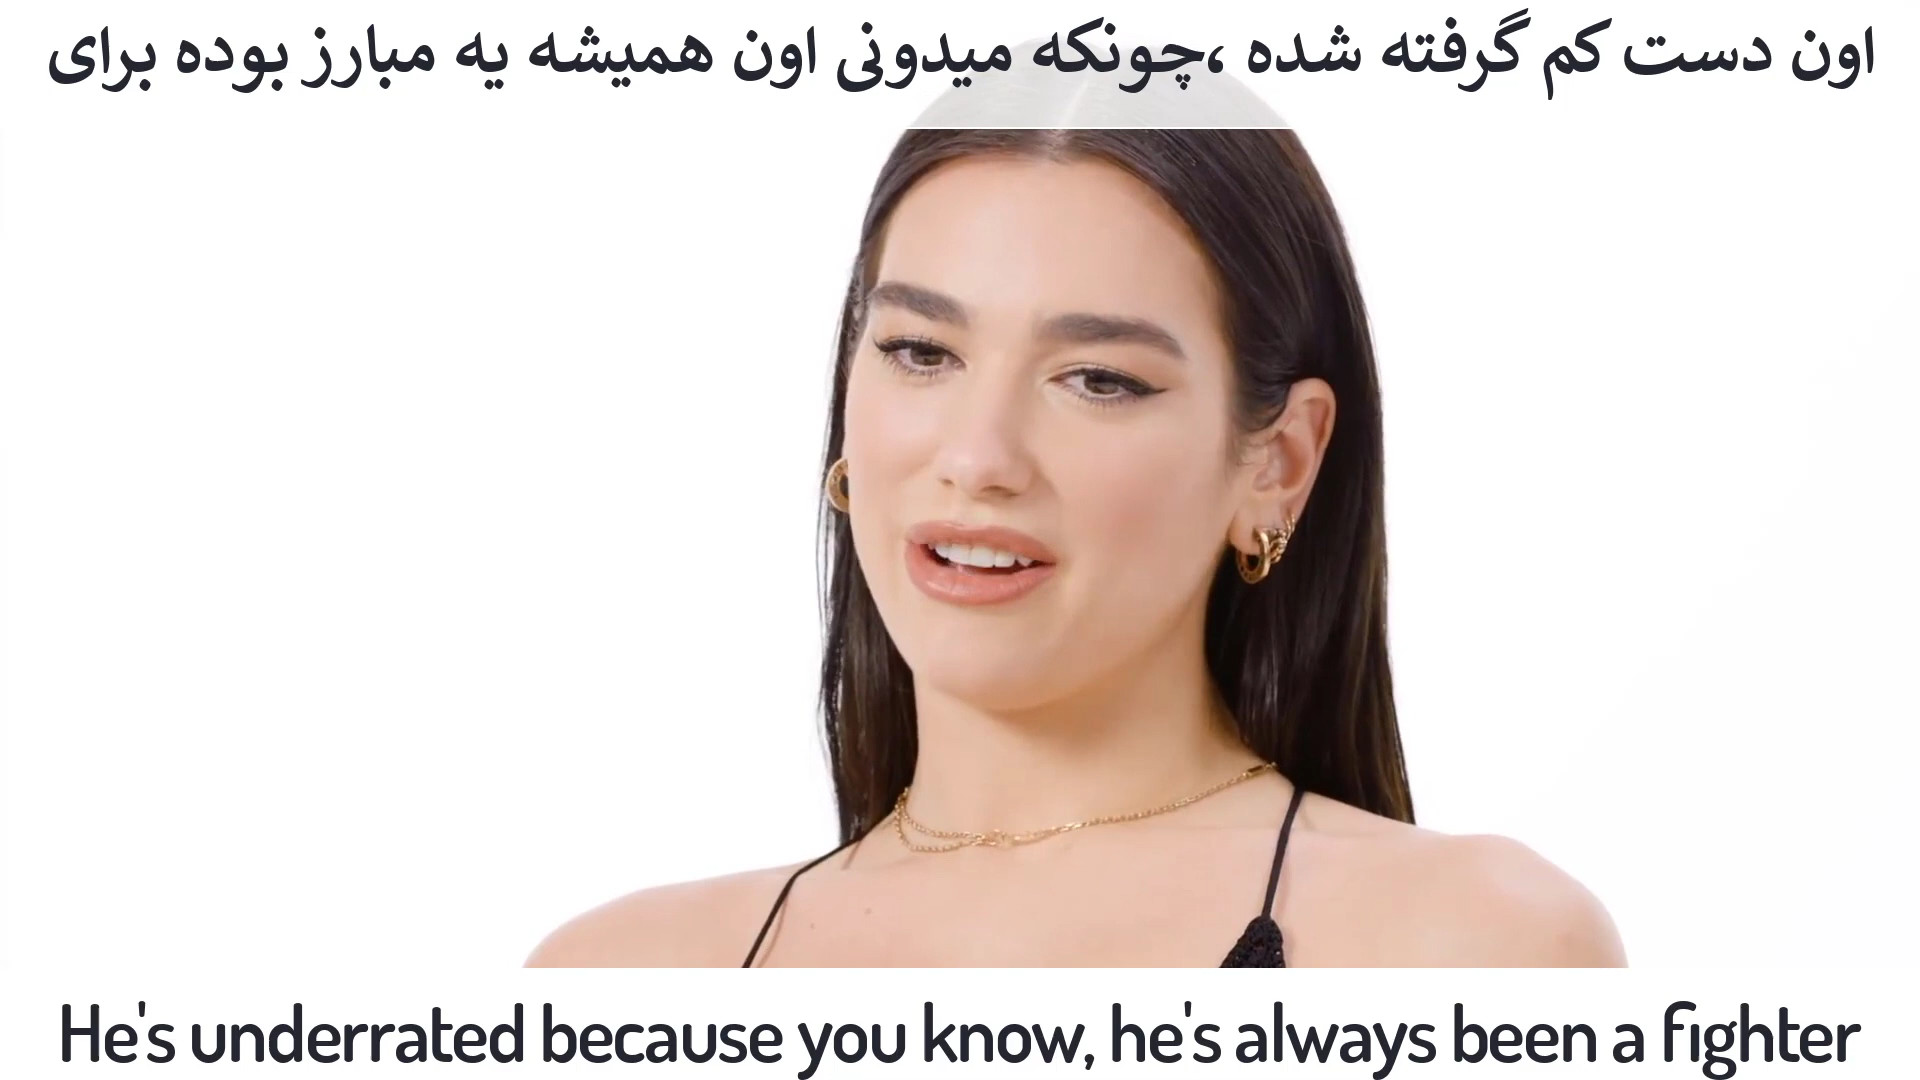 اون دست کم گرفته شده ،چونکه میدونی اون همیشه یه مبارز بوده برای
He's underrated because you know, he's always been a fighter